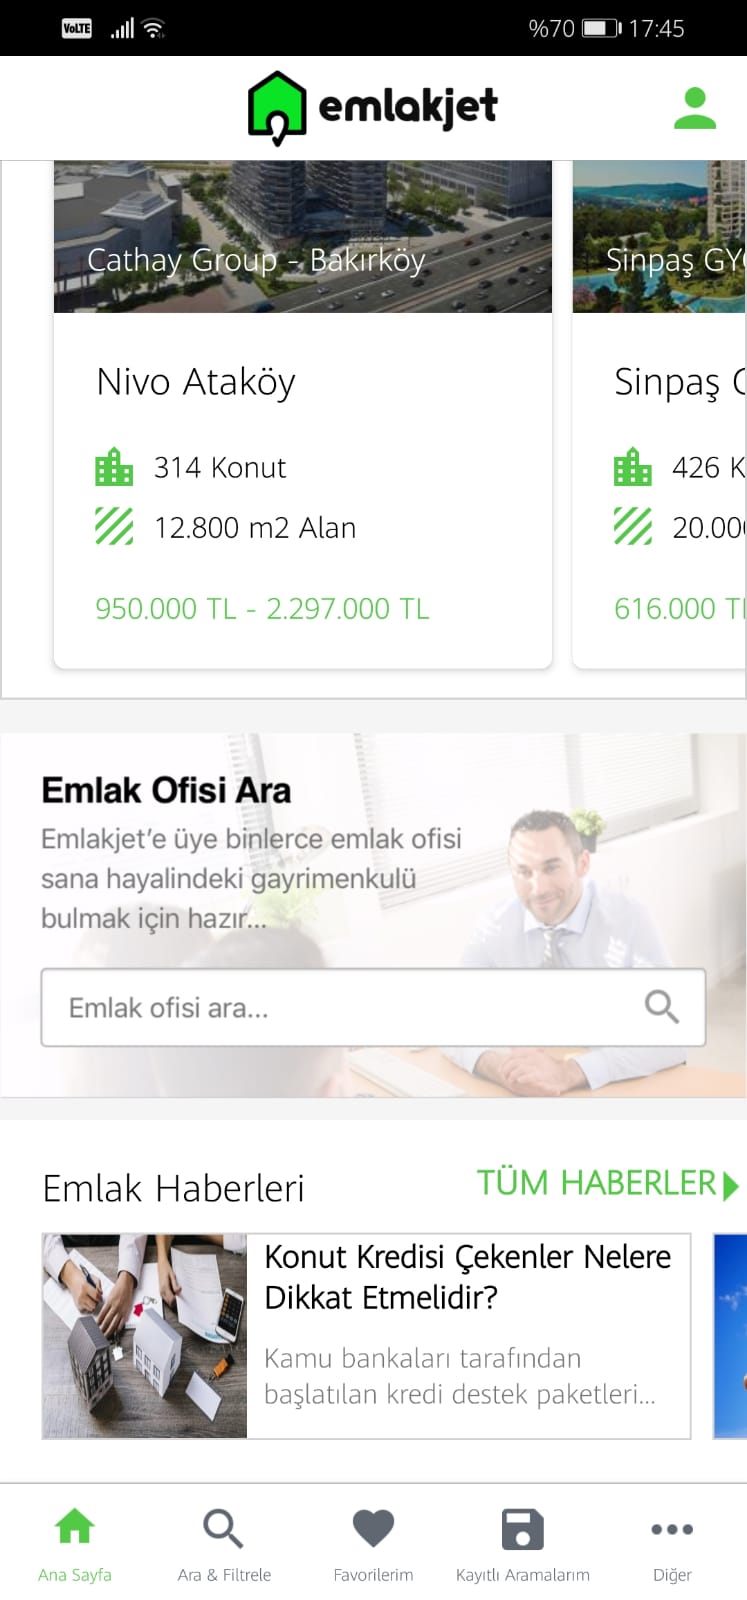 VoLTE %70 17:45
emlakjet
Cathay Group - Bakırköy
Sinpaş
Nivo Ataköy
Sinpaş
314 Konut
426
12.800 m2 Alan
950.000 TL - 2.297.000 TL
616.000
Emlak Ofisi Ara
Emlakjet'e üye binlerce emlak ofisi
sana hayalindeki gayrimenkulü
bulmak için hazır...
Emlak ofisi ara...
Emlak Haberleri
TÜM HABERLER
Konut Kredisi Çekenler Nelere
Dikkat Etmelidir?
Kamu bankaları tarafından
başlatılan kredi destek paketleri...
Ana Sayfa
Ara & Filtrele
Favorilerim
Kayıtlı Aramalarım
Diğer